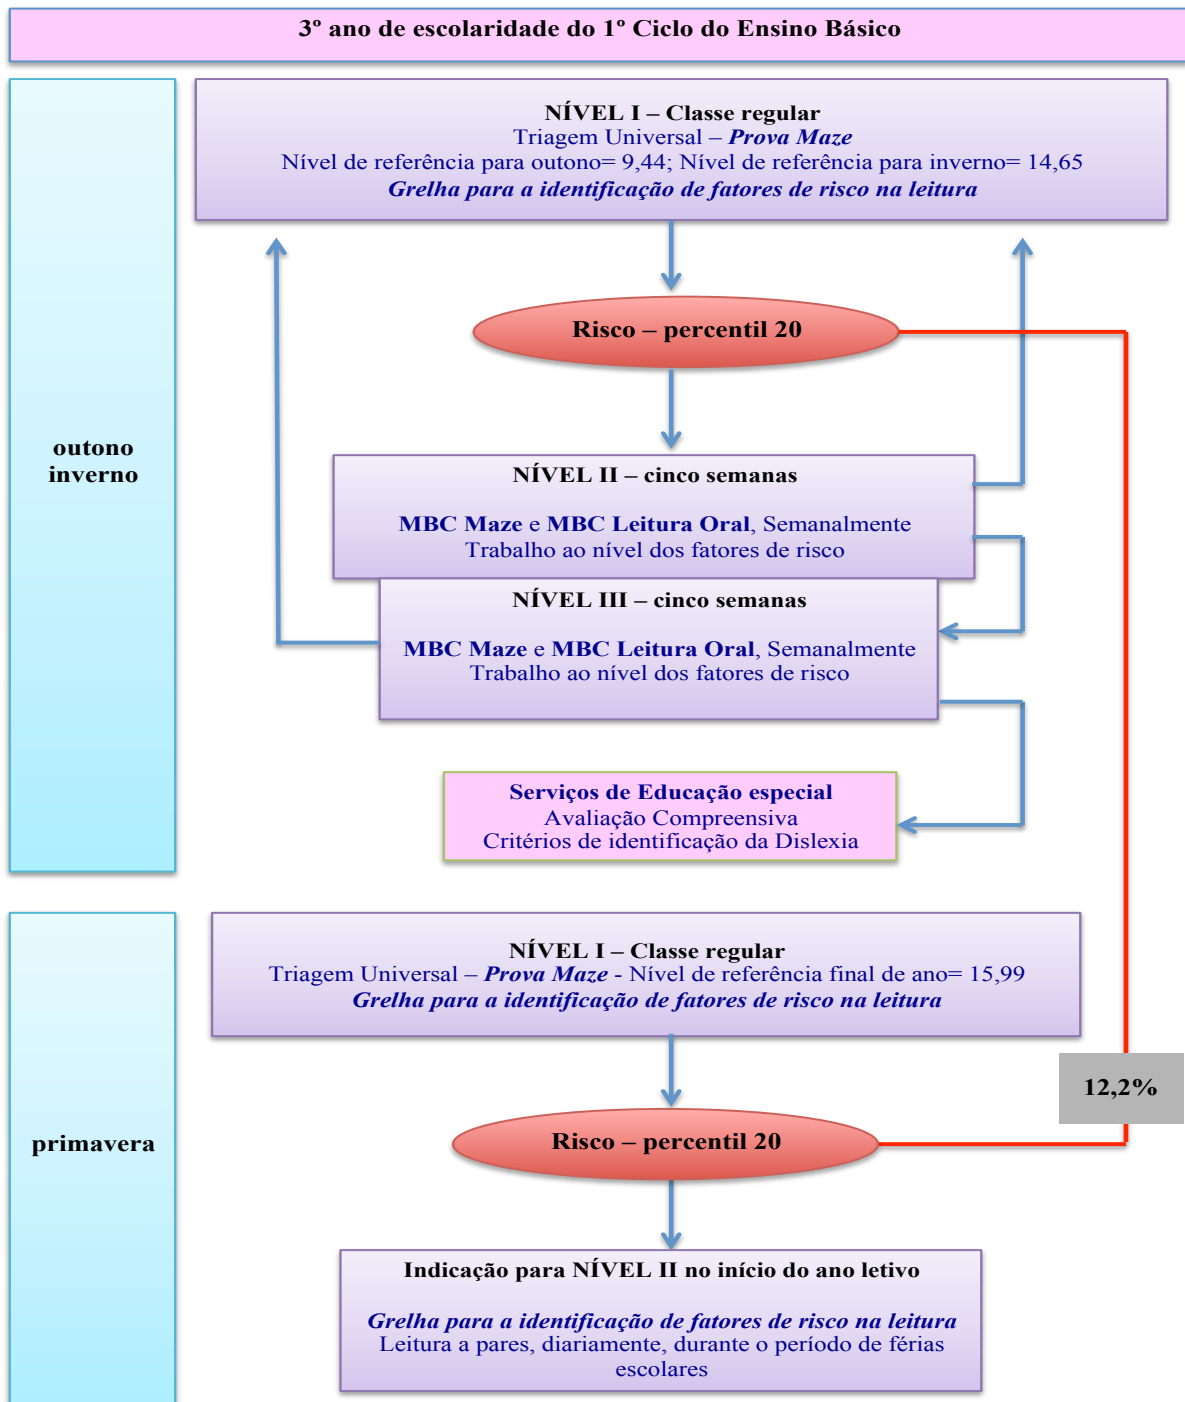 3º ano de escolaridade do 1º Ciclo do Ensino Básico
outono
inverno
NÍVEL I – Classe regular
Triagem Universal – Prova Maze
Nível de referência para outono= 9,44; Nível de referência para inverno= 14,65
Grelha para a identificação de fatores de risco na leitura
Risco – percentil 20
NÍVEL II – cinco semanas
MBC Maze e MBC Leitura Oral, Semanalmente
Trabalho ao nível dos fatores de risco
NÍVEL III – cinco semanas
MBC Maze e MBC Leitura Oral, Semanalmente
Trabalho ao nível dos fatores de risco
Serviços de Educação especial
Avaliação Compreensiva
Critérios de identificação da Dislexia
primavera
NÍVEL I – Classe regular
Triagem Universal – Prova Maze - Nível de referência final de ano= 15,99
Grelha para a identificação de fatores de risco na leitura
12,2%
Risco – percentil 20
Indicação para NÍVEL II no início do ano letivo
Grelha para a identificação de fatores de risco na leitura
Leitura a pares, diariamente, durante o período de férias
escolares